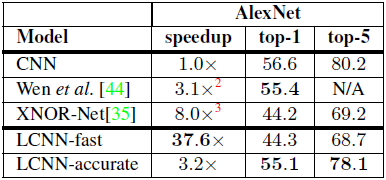 AlexNet
Model speedup top-1 top-5
CNN 1.0× 56.6 80.2
Wen et al. [44] 3.1×2 55.4 N/A
XNOR-Net[35] 8.0×3 44.2 69.2
LCNN-fast 37.6× 44.3 68.7
LCNN-accurate 3.2× 55.1 78.1